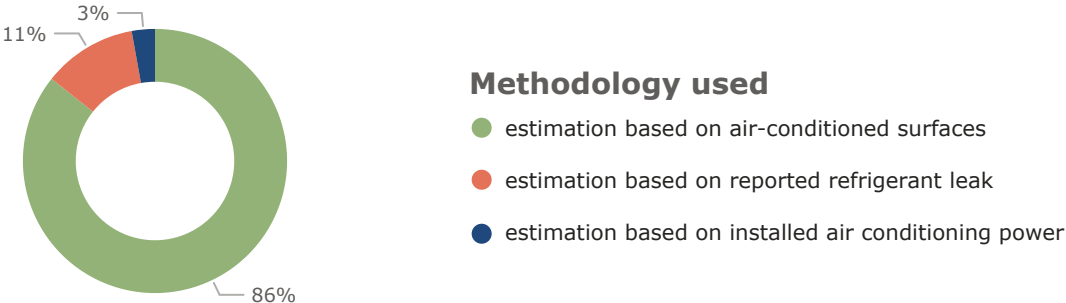 3%
11%
Methodology used
estimation based on air-conditioned surfaces
estimation based on reported refrigerant leak
estimation based on installed air conditioning power
86%